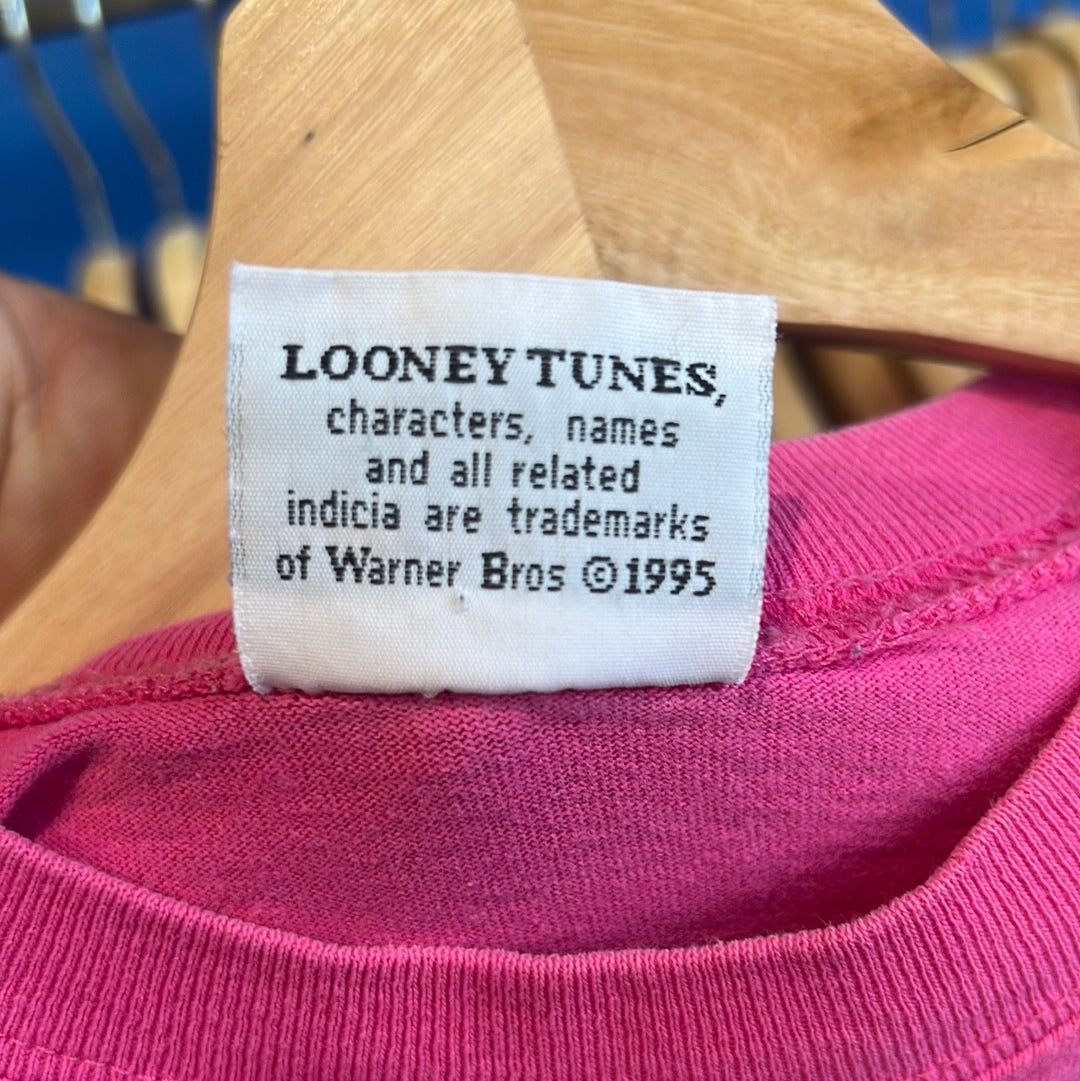 LOONEY TUNES,
characters, names
and all related
indicia are trademarks
of Warner Bros ©1995